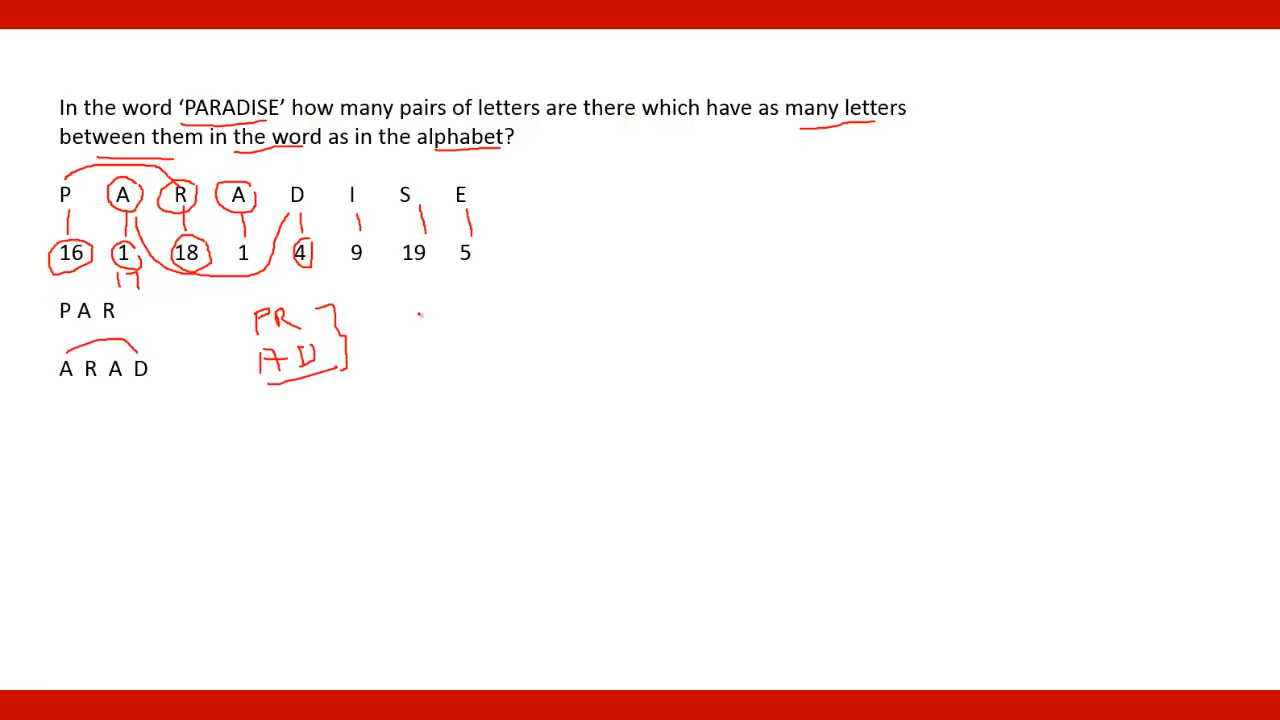 In the word ‘PARADISE’ how many pairs of letters are there which have as many letters
between them in the word as in the alphabet?
P A R A D I S E
16 1 18 1 4 9 19 5
17
P A R
PR
A D
A R A D